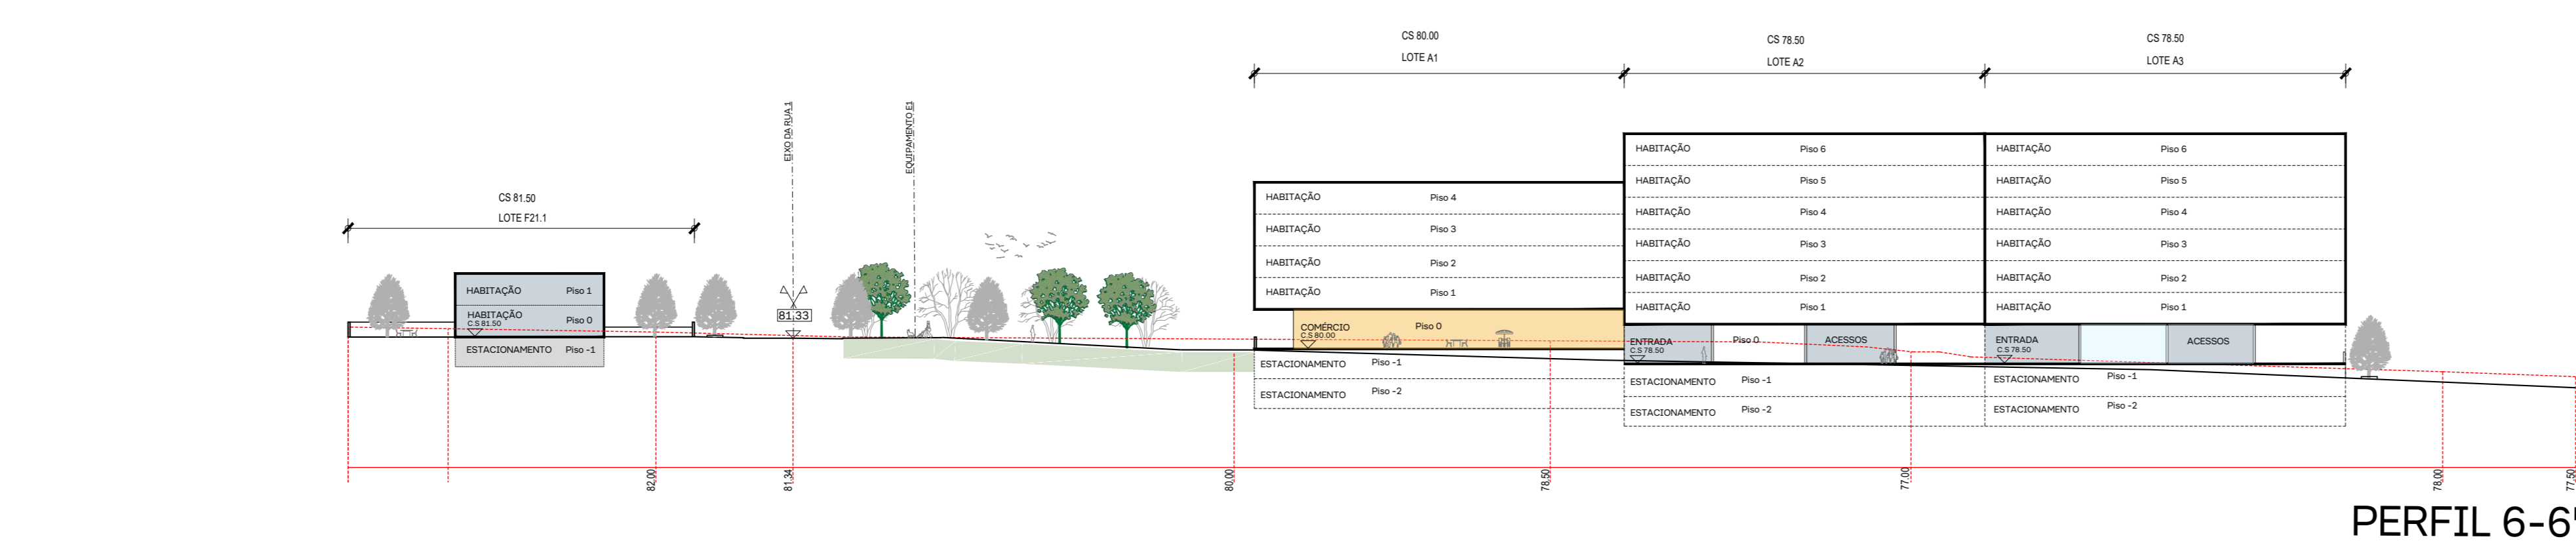 CS 81.50
LOTE F21.1
HABITAÇÃO Piso 1
HABITAÇÃO Piso 0
C.S 81.50
ESTACIONAMENTO Piso -1
EIXO DA RUA 1
81,33
EQUIPAMENTO E1
CS 80.00
LOTE A1
HABITAÇÃO Piso 4
HABITAÇÃO Piso 3
HABITAÇÃO Piso 2
HABITAÇÃO Piso 1
COMÉRCIO Piso 0
C.S 80.00
ESTACIONAMENTO Piso -1
ESTACIONAMENTO Piso -2
CS 78.50
LOTE A2
HABITAÇÃO Piso 6
HABITAÇÃO Piso 5
HABITAÇÃO Piso 4
HABITAÇÃO Piso 3
HABITAÇÃO Piso 2
HABITAÇÃO Piso 1
ENTRADA Piso 0 ACESSOS
C.S 78.50
ESTACIONAMENTO Piso -1
ESTACIONAMENTO Piso -2
CS 78.50
LOTE A3
HABITAÇÃO Piso 6
HABITAÇÃO Piso 5
HABITAÇÃO Piso 4
HABITAÇÃO Piso 3
HABITAÇÃO Piso 2
HABITAÇÃO Piso 1
ENTRADA ACESSOS
C.S 78.50
ESTACIONAMENTO Piso -1
ESTACIONAMENTO Piso -2
82,00
81,34
80,00
78,50
77,00
78,00
77,50
PERFIL 6-6'